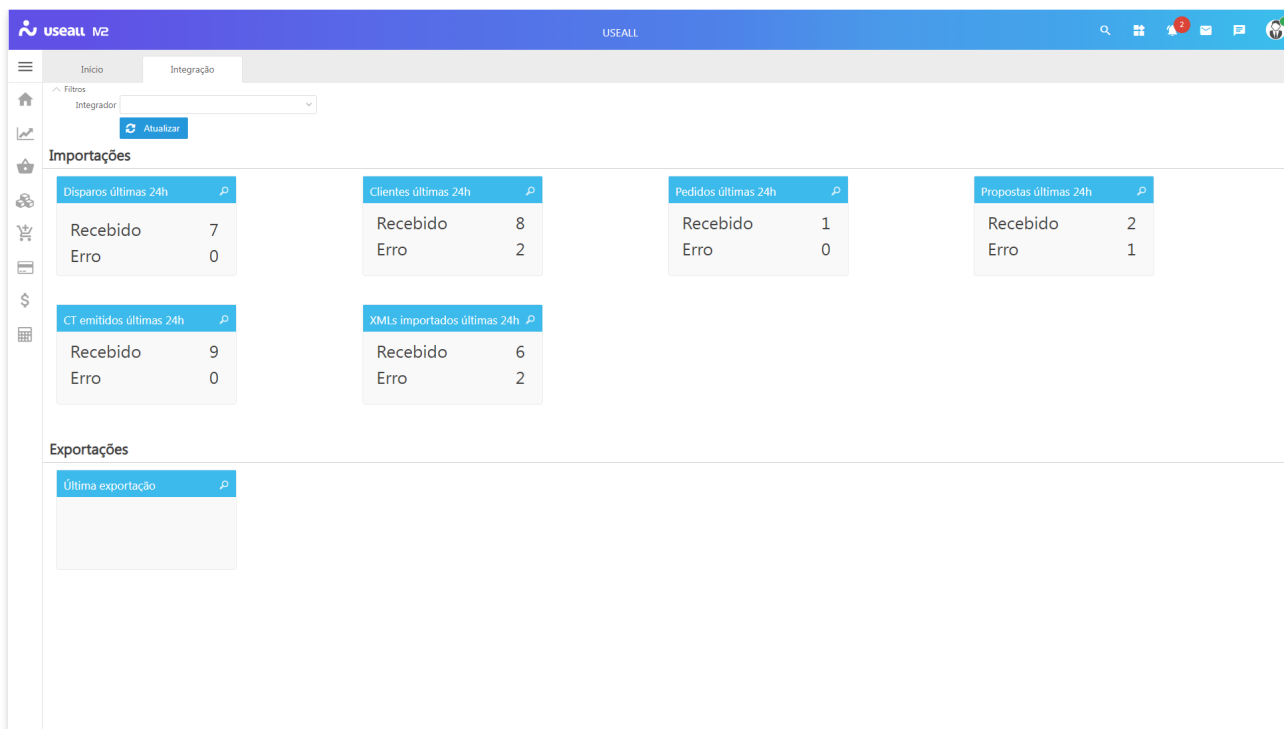 useall M2
USEALL
2
Início
Integração
Filtros
Integrador
Atualizar
Importações
Disparos últimas 24h
Recebido 7
Erro 0
Clientes últimas 24h
Recebido 8
Erro 2
Pedidos últimas 24h
Recebido 1
Erro 0
Propostas últimas 24h
Recebido 2
Erro 1
CT emitidos últimas 24h
Recebido 9
Erro 0
XMLs importados últimas 24h
Recebido 6
Erro 2
Exportações
Última exportação